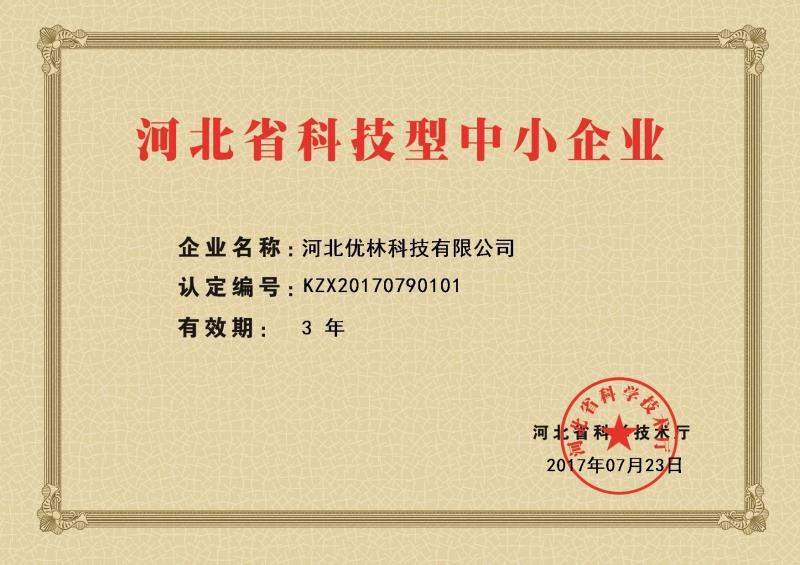 河北省科技型中小企业
企业名称：河北优林科技有限公司
认定编号：KZX20170790101
有效期： 3 年
河北省科学技术厅
河北省科学技术厅
2017年07月23日